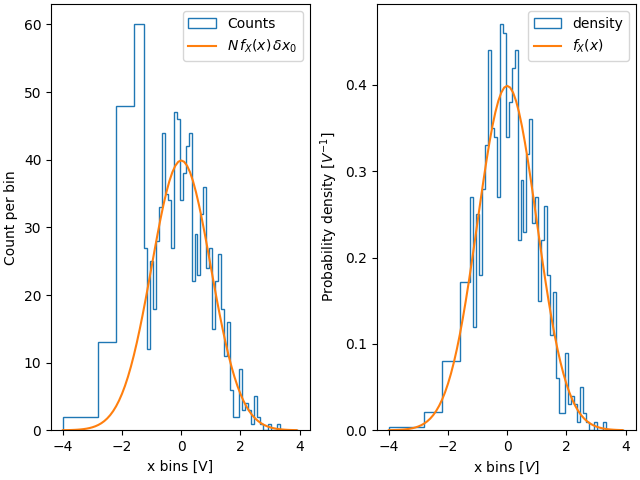 60
50
40
30
20
10
0
−4
−2
0
2
4
Count per bin
x bins [V]
Counts
N f_X(x) δx_0
0.4
0.3
0.2
0.1
0.0
−4
−2
0
2
4
Probability density [V^{−1}]
x bins [V]
density
f_X(x)